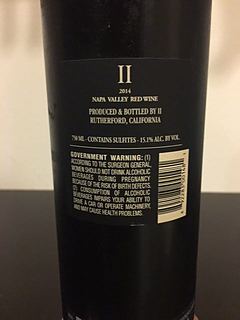 II
2014
NAPA VALLEY RED WINE
PRODUCED & BOTTLED BY II
RUTHERFORD, CALIFORNIA
750 ML - CONTAINS SULFITES - 15.1% ALC. BY VOL.
GOVERNMENT WARNING: (1)
ACCORDING TO THE SURGEON GENERAL,
WOMEN SHOULD NOT DRINK ALCOHOLIC
BEVERAGES DURING PREGNANCY
BECAUSE OF THE RISK OF BIRTH DEFECTS.
(2) CONSUMPTION OF ALCOHOLIC
BEVERAGES IMPAIRS YOUR ABILITY TO
DRIVE A CAR OR OPERATE MACHINERY,
AND MAY CAUSE HEALTH PROBLEMS.